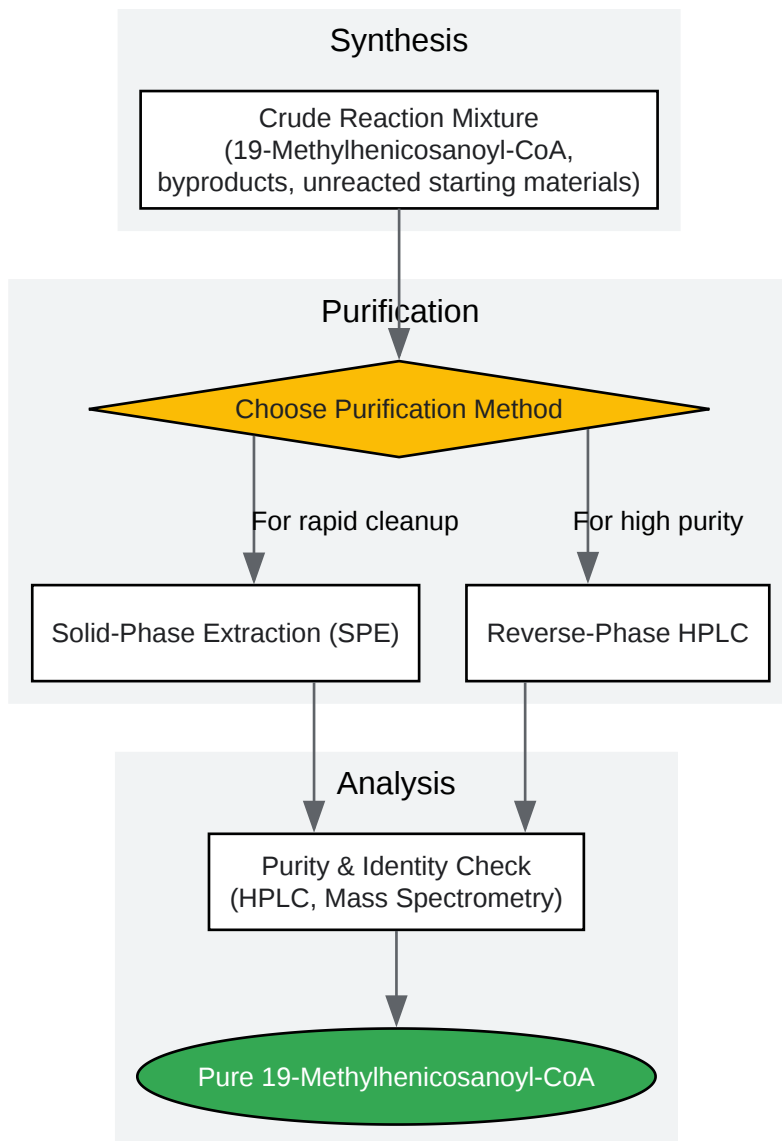 Synthesis
Crude Reaction Mixture
(19-Methylhenicosanoyl-CoA,
byproducts, unreacted starting materials)
Purification
Choose Purification Method
For rapid cleanup
For high purity
Solid-Phase Extraction (SPE)
Reverse-Phase HPLC
Analysis
Purity & Identity Check
(HPLC, Mass Spectrometry)
Pure 19-Methylhenicosanoyl-CoA